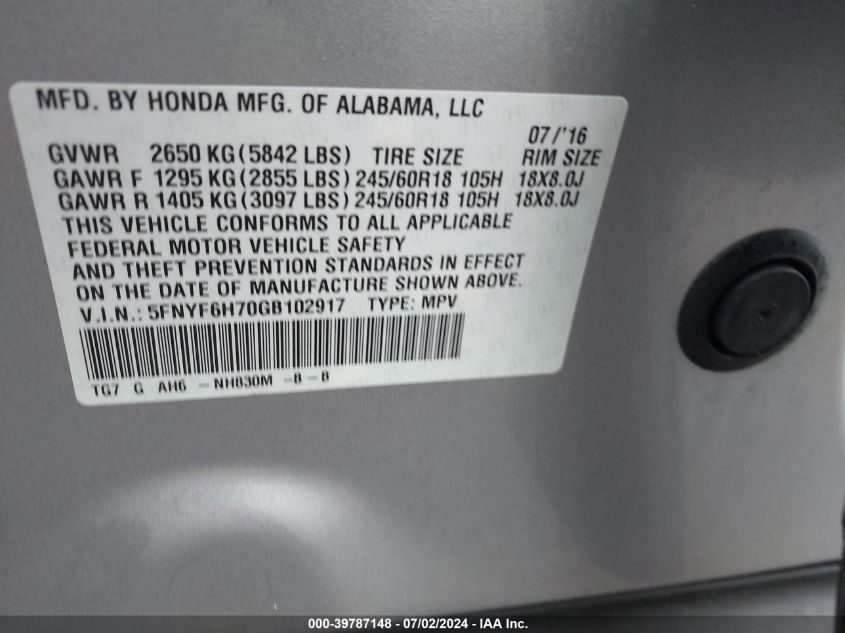 MFD. BY HONDA MFG. OF ALABAMA, LLC
07/'16
GVWR 2650 KG(5842 LBS) TIRE SIZE RIM SIZE
GAWR F 1295 KG(2855 LBS) 245/60R18 105H 18X8.0J
GAWR R 1405 KG(3097 LBS) 245/60R18 105H 18X8.0J
THIS VEHICLE CONFORMS TO ALL APPLICABLE
FEDERAL MOTOR VEHICLE SAFETY
AND THEFT PREVENTION STANDARDS IN EFFECT
ON THE DATE OF MANUFACTURE SHOWN ABOVE.
V.I.N.: 5FNYF6H70GB102917 TYPE: MPV
TG7 G AH6 -NH830M -B-B
000-39787148 - 07/02/2024 - IAA Inc.